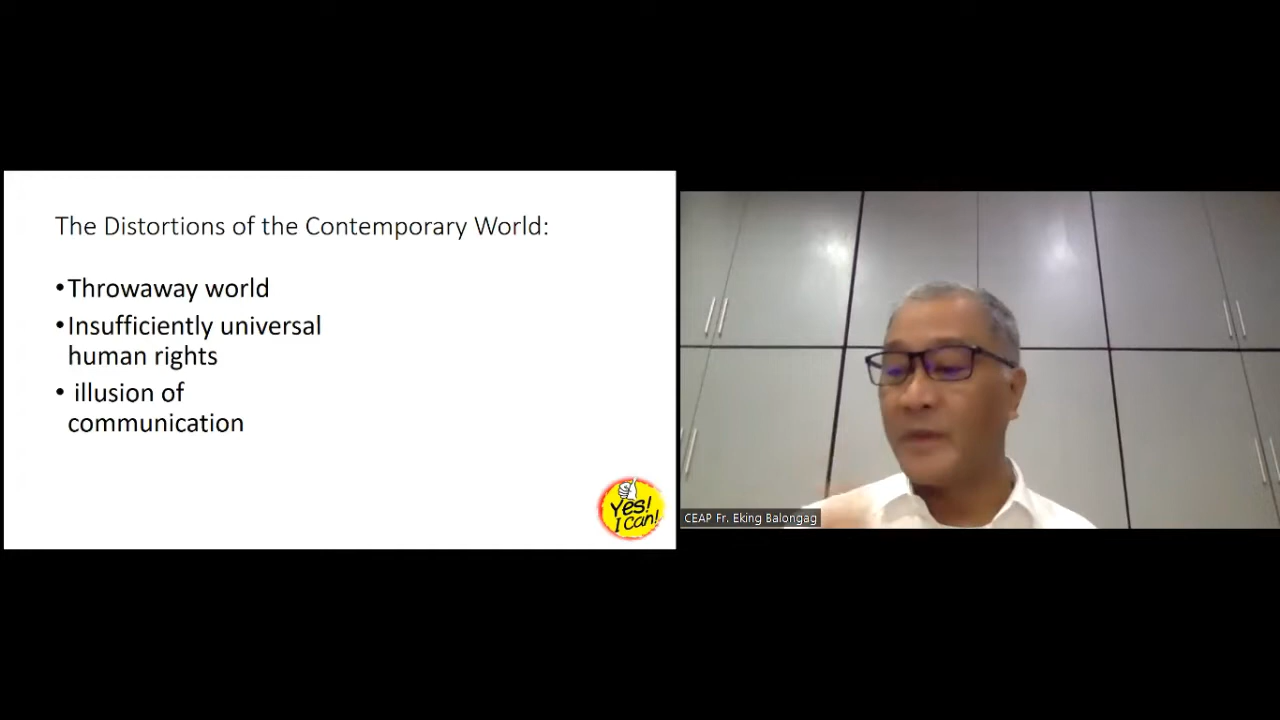 The Distortions of the Contemporary World:
•Throwaway world
•Insufficiently universal
human rights
• illusion of
communication
Yes!
I can!
CEAP Fr. Eking Balongag